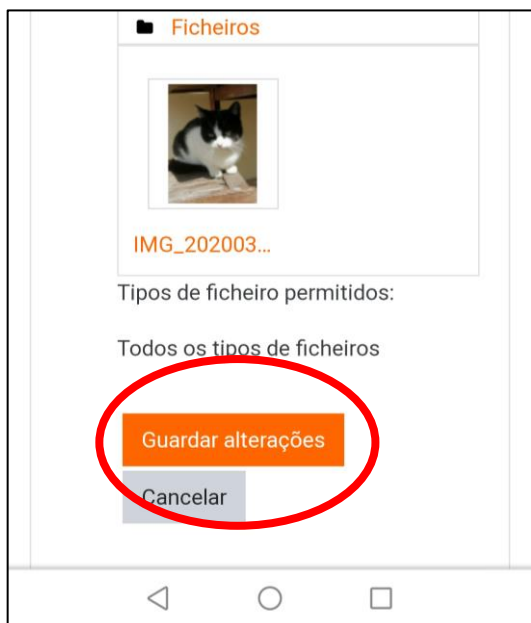 Ficheiros
IMG_202003...
Tipos de ficheiro permitidos:
Todos os tipos de ficheiros
Guardar alterações
Cancelar